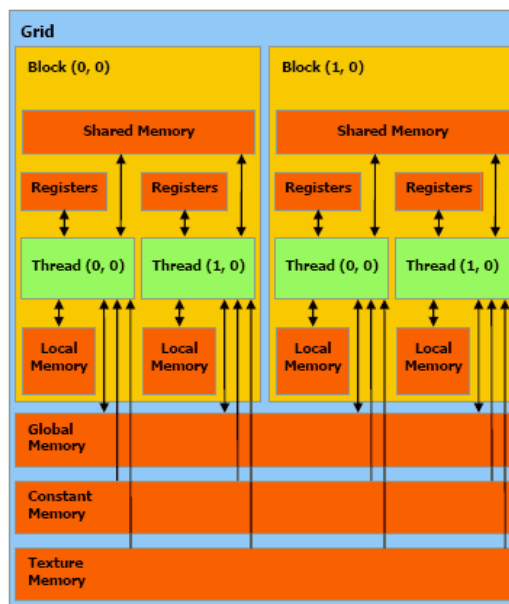 Grid
Block (0, 0)
Shared Memory
Registers
Registers
Thread (0, 0)
Thread (1, 0)
Local
Memory
Local
Memory
Block (1, 0)
Shared Memory
Registers
Registers
Thread (0, 0)
Thread (1, 0)
Local
Memory
Local
Memory
Global
Memory
Constant
Memory
Texture
Memory